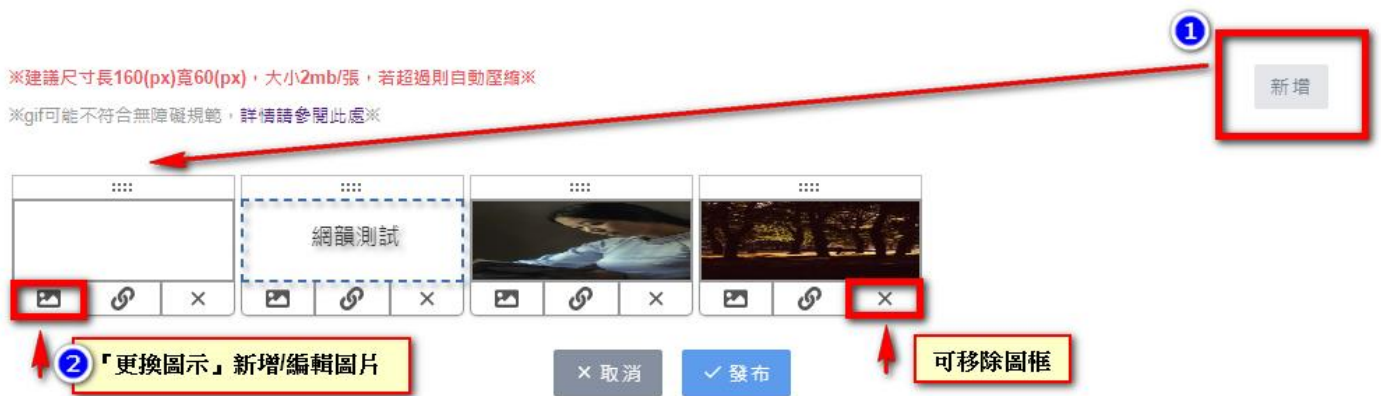 1
※建議尺寸長160(px)寬60(px)，大小2mb/張，若超過則自動壓縮※
新增
※gif可能不符合無障礙規範，詳情請參閱此處※
網韻測試
2
「更換圖示」新增/編輯圖片
× 取消
✓ 發布
可移除圖框